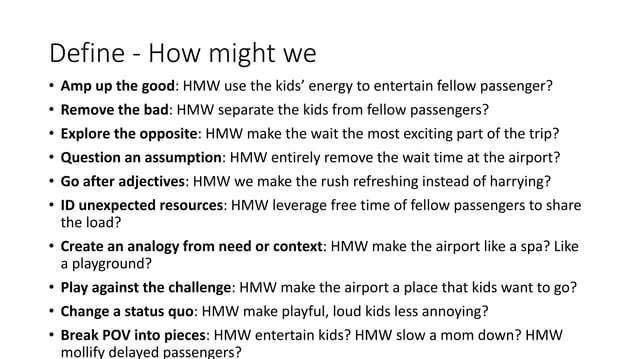 Define - How might we
• Amp up the good: HMW use the kids’ energy to entertain fellow passenger?
• Remove the bad: HMW separate the kids from fellow passengers?
• Explore the opposite: HMW make the wait the most exciting part of the trip?
• Question an assumption: HMW entirely remove the wait time at the airport?
• Go after adjectives: HMW we make the rush refreshing instead of harrying?
• ID unexpected resources: HMW leverage free time of fellow passengers to share
the load?
• Create an analogy from need or context: HMW make the airport like a spa? Like
a playground?
• Play against the challenge: HMW make the airport a place that kids want to go?
• Change a status quo: HMW make playful, loud kids less annoying?
• Break POV into pieces: HMW entertain kids? HMW slow a mom down? HMW
mollify delayed passengers?